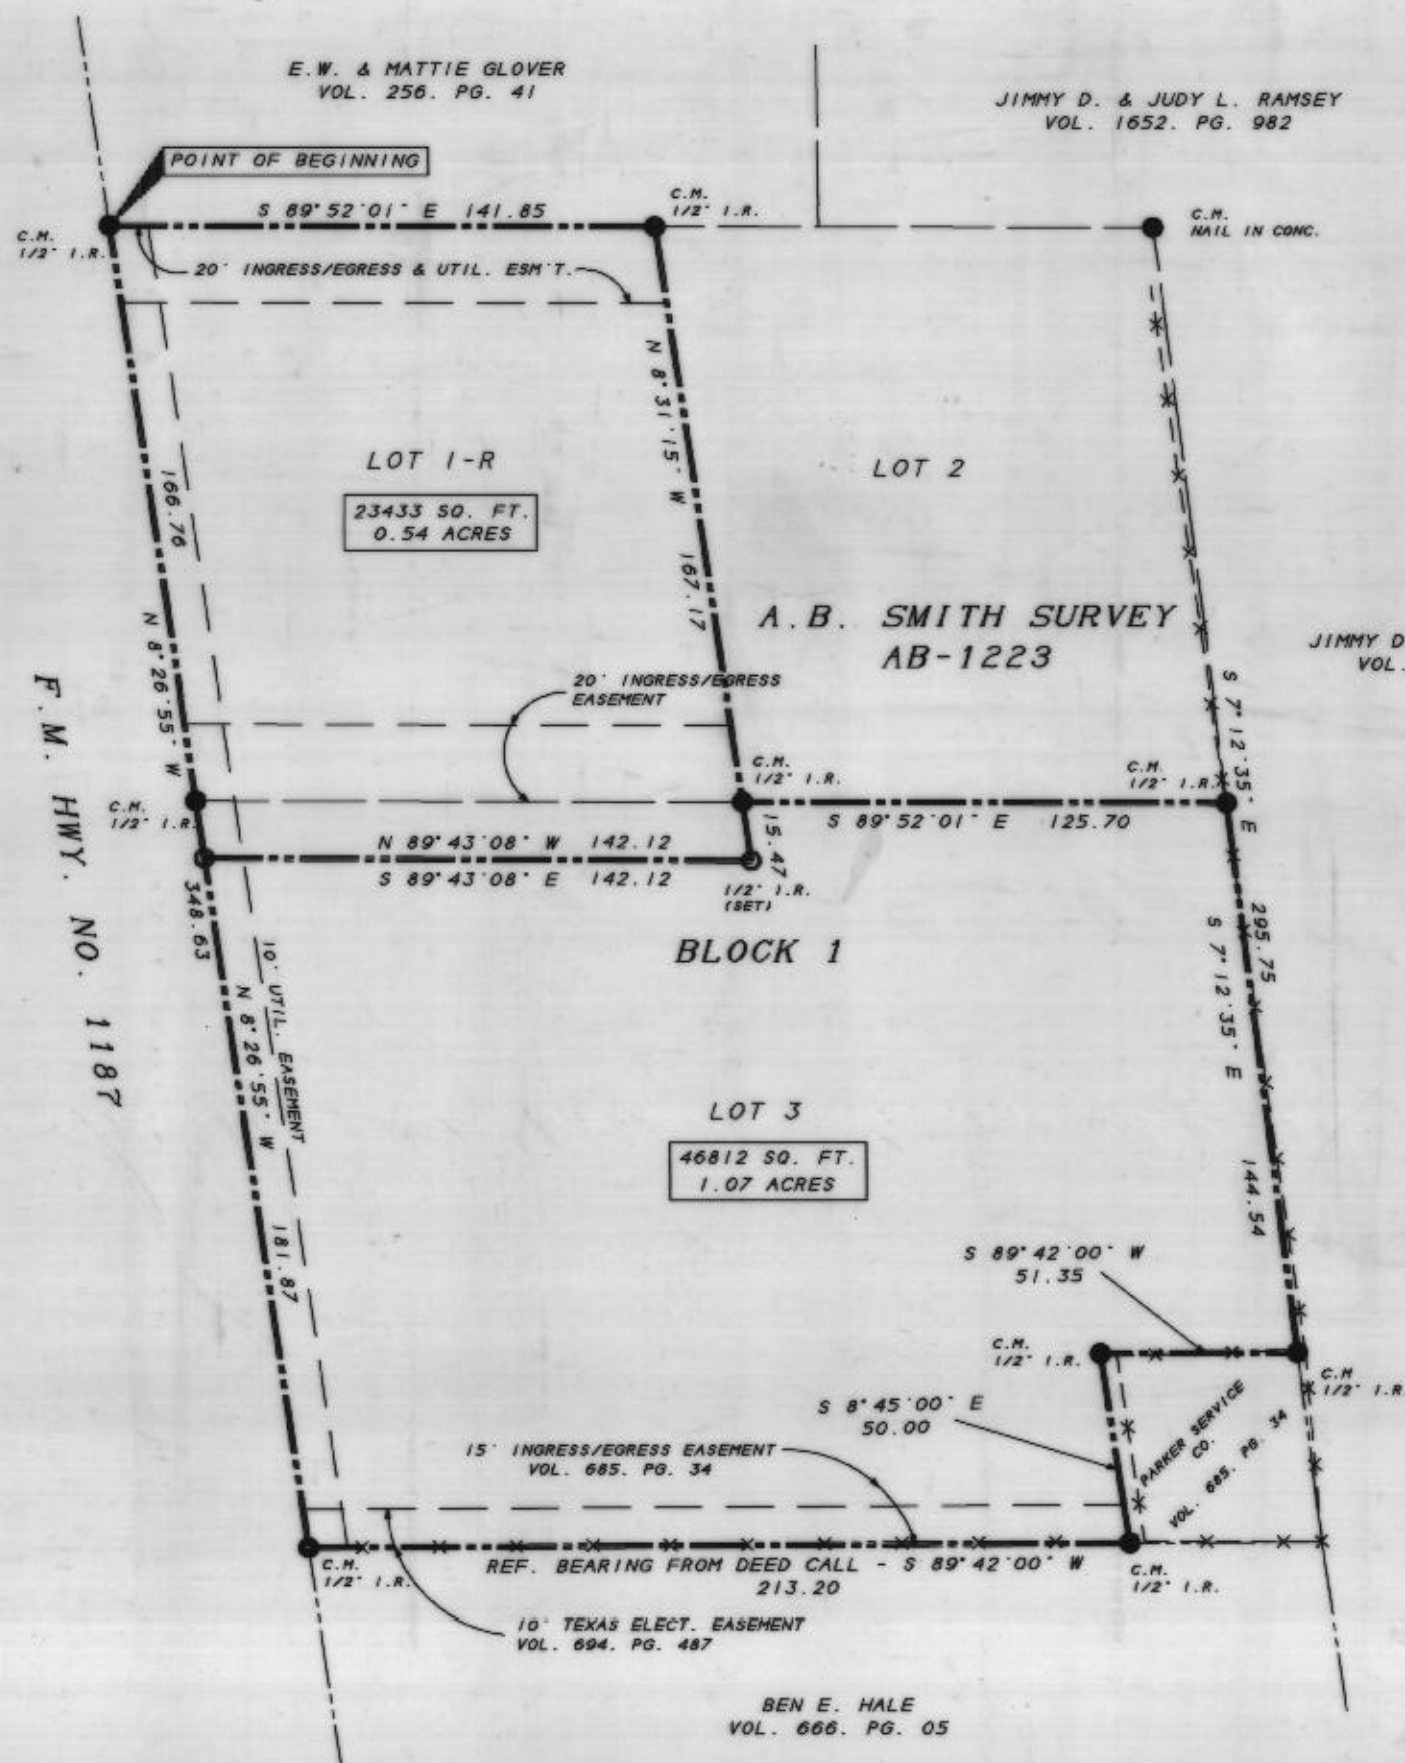 E.W. & MATTIE GLOVER
VOL. 256. PG. 41
JIMMY D. & JUDY L. RAMSEY
VOL. 1652. PG. 982
POINT OF BEGINNING
S 89°52'01" E 141.85
C.M.
1/2" I.R.
C.M.
NAIL IN CONC.
C.M.
1/2" I.R.
20' INGRESS/EGRESS & UTIL. ESM'T.
N 8°31'15" W 167.17
LOT 1-R
23433 SQ. FT.
0.54 ACRES
LOT 2
166.76
N 8°26'55" W
A.B. SMITH SURVEY
AB-1223
JIMMY D
VOL.
F.M. HWY. NO. 1187
20' INGRESS/EGRESS
EASEMENT
S 7°12'35" E
295.75
C.M.
1/2" I.R.
C.M.
1/2" I.R.
C.M.
1/2" I.R.
S 89°52'01" E 125.70
15.47
N 89°43'08" W 142.12
S 89°43'08" E 142.12
1/2" I.R.
(SET)
348.63
BLOCK 1
S 7°12'35" E
144.54
10' UTIL. EASEMENT
N 8°26'55" W
181.87
LOT 3
46812 SQ. FT.
1.07 ACRES
S 89°42'00" W
51.35
C.M.
1/2" I.R.
C.M
1/2" I.R
S 8°45'00" E
50.00
PARKER SERVICE
CO.
VOL. 685. PG. 34
15' INGRESS/EGRESS EASEMENT
VOL. 685. PG. 34
REF. BEARING FROM DEED CALL - S 89°42'00" W
213.20
C.M.
1/2" I.R.
C.M.
1/2" I.R.
10' TEXAS ELECT. EASEMENT
VOL. 694. PG. 487
BEN E. HALE
VOL. 666. PG. 05